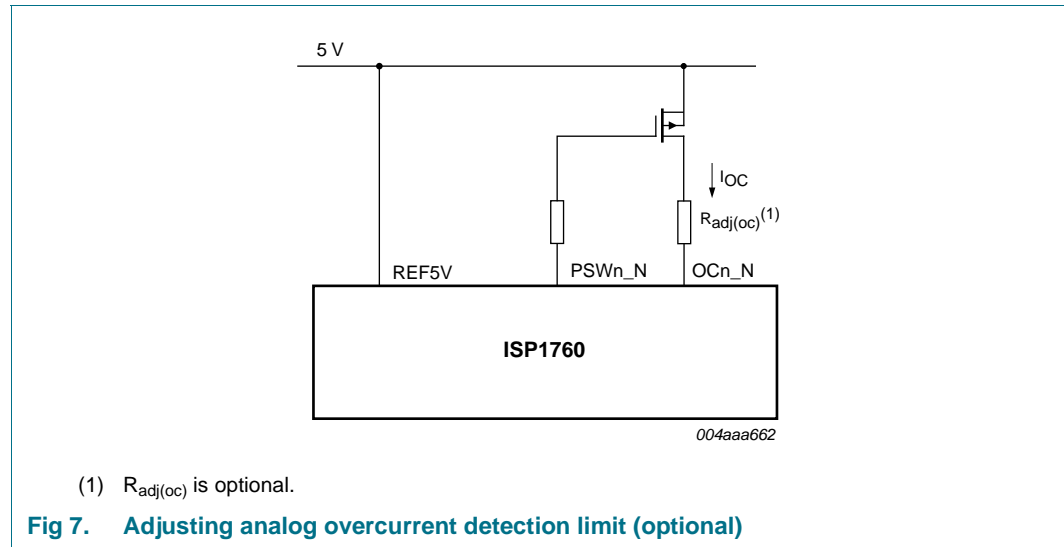 5 V
IOC
Radj(oc)(1)
REF5V
PSWn_N
OCn_N
ISP1760
004aaa662
(1) Radj(oc) is optional.
Fig 7. Adjusting analog overcurrent detection limit (optional)